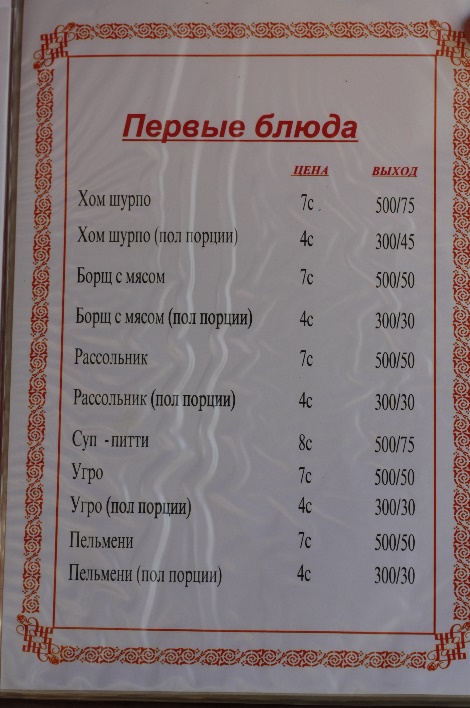 Первые блюда
ЦЕНА ВЫХОД
Хом шурпо 7с. 500/75
Хом шурпо (пол порции) 4с 300/45
Борщ с мясом 7с 500/50
Борщ с мясом (пол порции) 4с 300/30
Рассольник 7с 500/50
Рассольник (пол порции) 4с 300/30
Суп -питти 8с 500/75
Угро 7с 500/50
Угро (пол порции) 4с 300/30
Пельмени 7с 500/50
Пельмени (пол порции) 4с 300/30